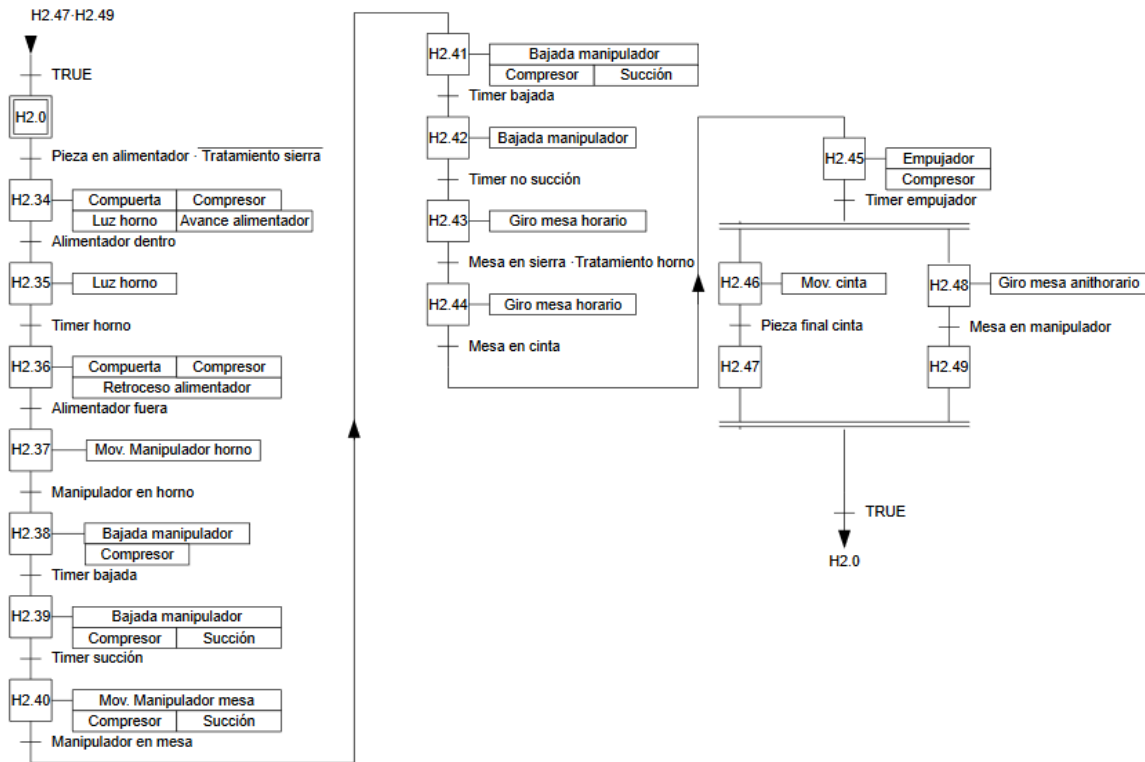 H2.47·H2.49
TRUE
H2.0
Pieza en alimentador · Tratamiento sierra
H2.34
Compuerta
Compresor
Luz horno
Avance alimentador
Alimentador dentro
H2.35
Luz horno
Timer horno
H2.36
Compuerta
Compresor
Retroceso alimentador
Alimentador fuera
H2.37
Mov. Manipulador horno
Manipulador en horno
H2.38
Bajada manipulador
Compresor
Timer bajada
H2.39
Bajada manipulador
Compresor
Succión
Timer succión
H2.40
Mov. Manipulador mesa
Compresor
Succión
Manipulador en mesa
H2.41
Bajada manipulador
Compresor
Succión
Timer bajada
H2.42
Bajada manipulador
Timer no succión
H2.43
Giro mesa horario
Mesa en sierra ·Tratamiento horno
H2.44
Giro mesa horario
Mesa en cinta
H2.45
Empujador
Compresor
Timer empujador
H2.46
Mov. cinta
Pieza final cinta
H2.47
H2.48
Giro mesa anithorario
Mesa en manipulador
H2.49
TRUE
H2.0